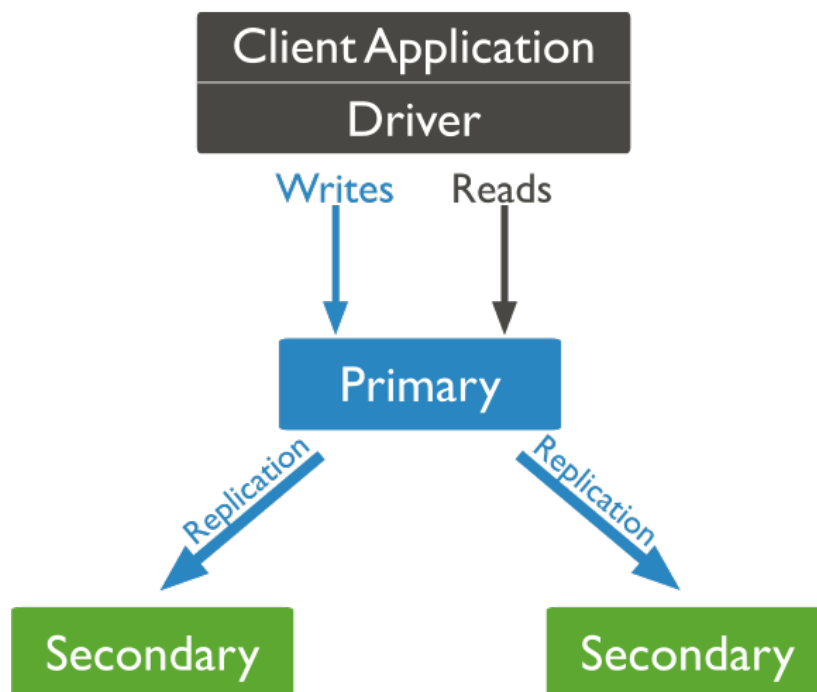 Client Application
Driver
Writes
Reads
Primary
Replication
Replication
Secondary
Secondary